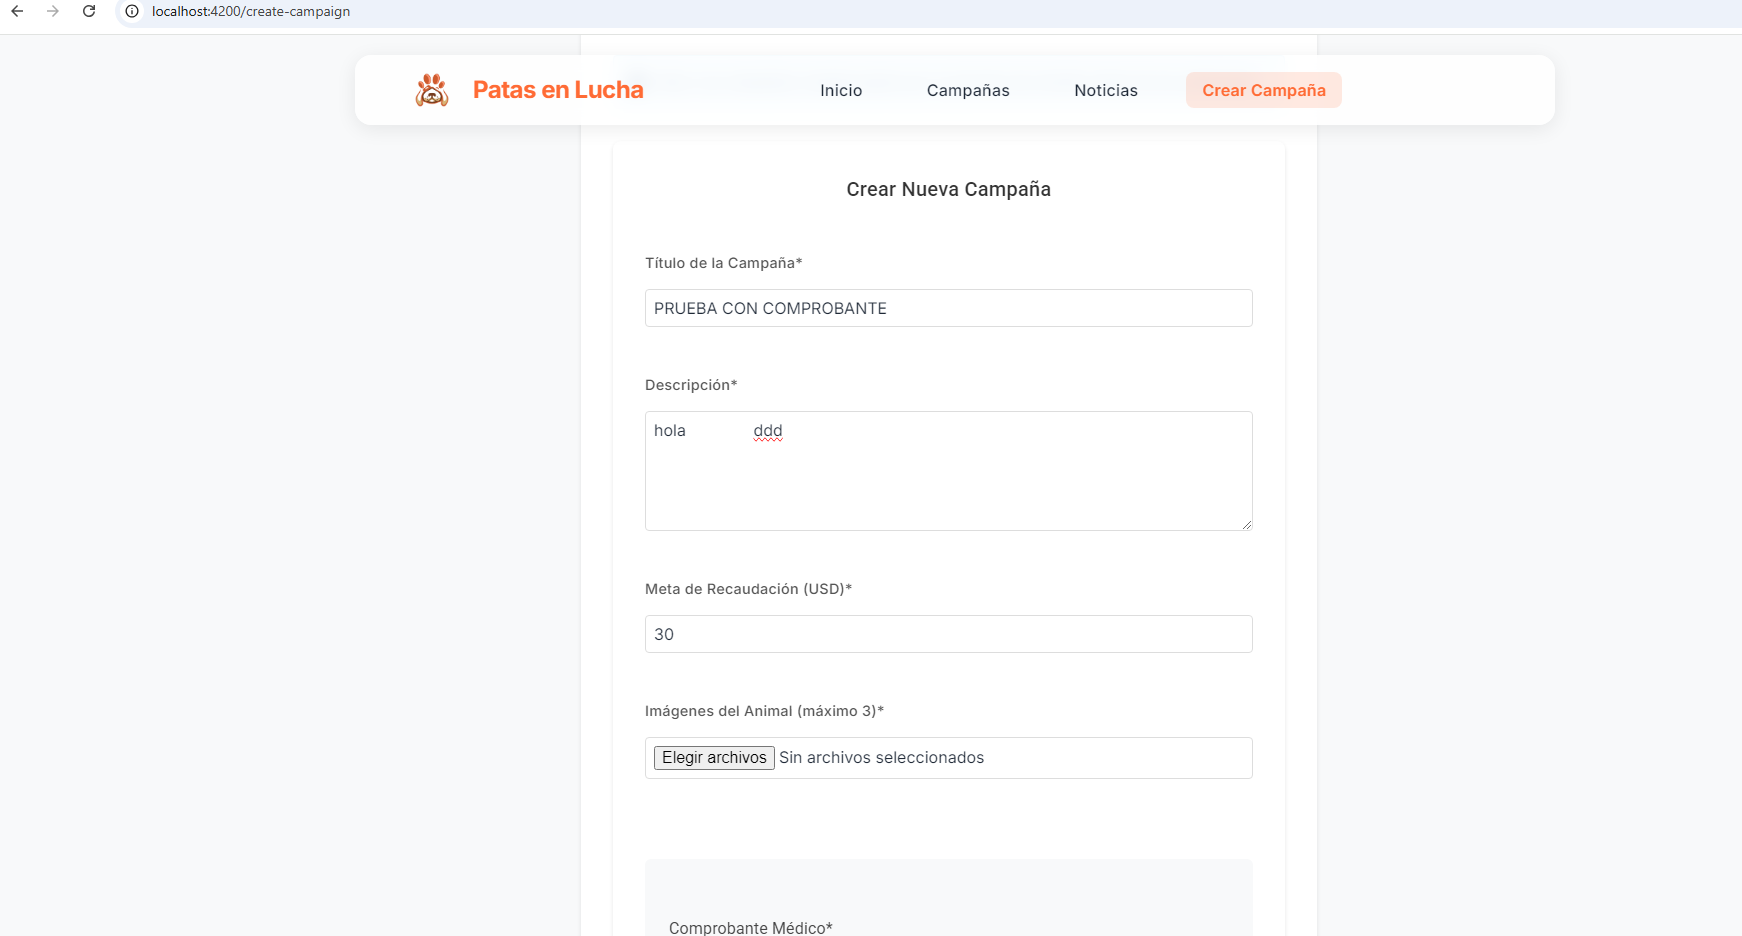 localhost:4200/create-campaign
Patas en Lucha
Inicio
Campañas
Noticias
Crear Campaña
Crear Nueva Campaña
Título de la Campaña*
PRUEBA CON COMPROBANTE
Descripción*
hola ddd
Meta de Recaudación (USD)*
30
Imágenes del Animal (máximo 3)*
Elegir archivos Sin archivos seleccionados
Comprobante Médico*